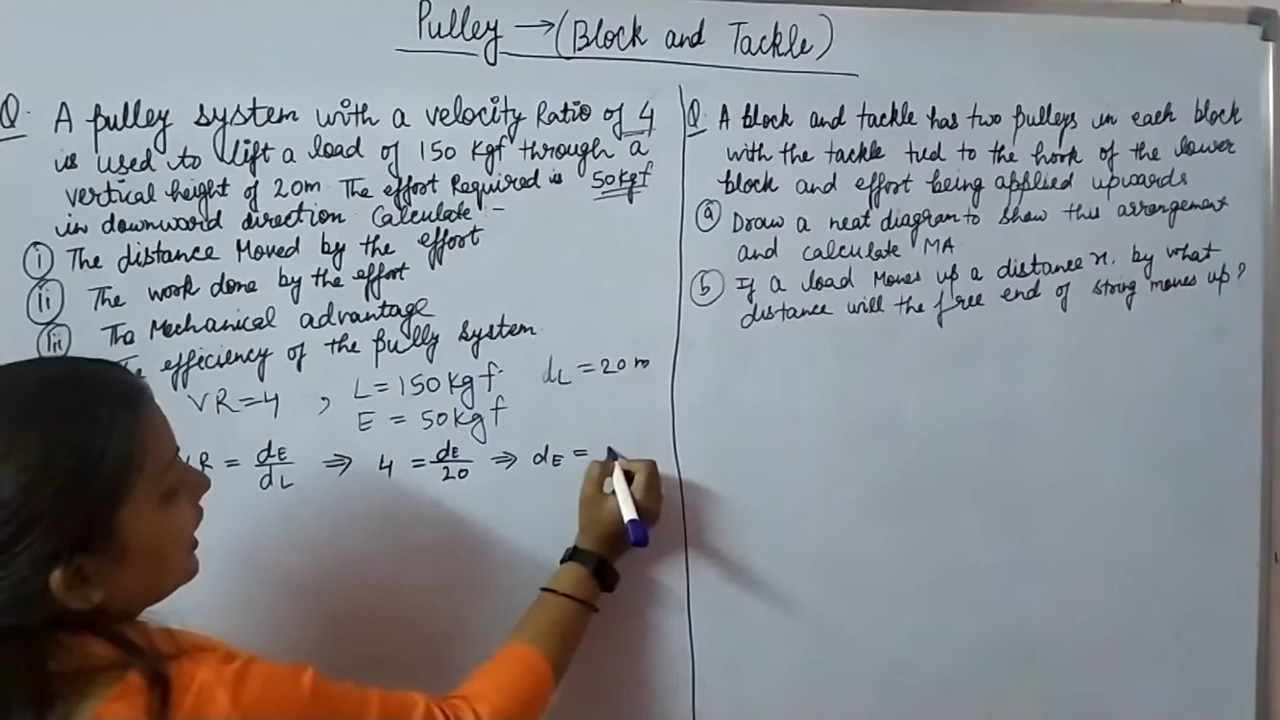 Pulley → (Block and Tackle)
Q. A pulley system with a velocity Ratio of 4
is used to lift a load of 150 Kgf through a
vertical height of 20m. The effort Required is 50kgf
in downward direction Calculate :-
(i) The distance Moved by the effort
(ii) The work done by the effort
(iii) The Mechanical advantage
efficiency of the pully system
VR=4 , L=150 kgf dL=20m
E = 50kgf
VR = dE/dL ⇒ 4 = dE/20 ⇒ dE =
Q. A block and tackle has two pulleys in each block
with the tackle tied to the hook of the lower
block and effort being applied upwards
(a) Draw a neat diagram to show this arrangement
and calculate MA
(b) If a load Moves up a distance x, by what
distance will the free end of string moves up?